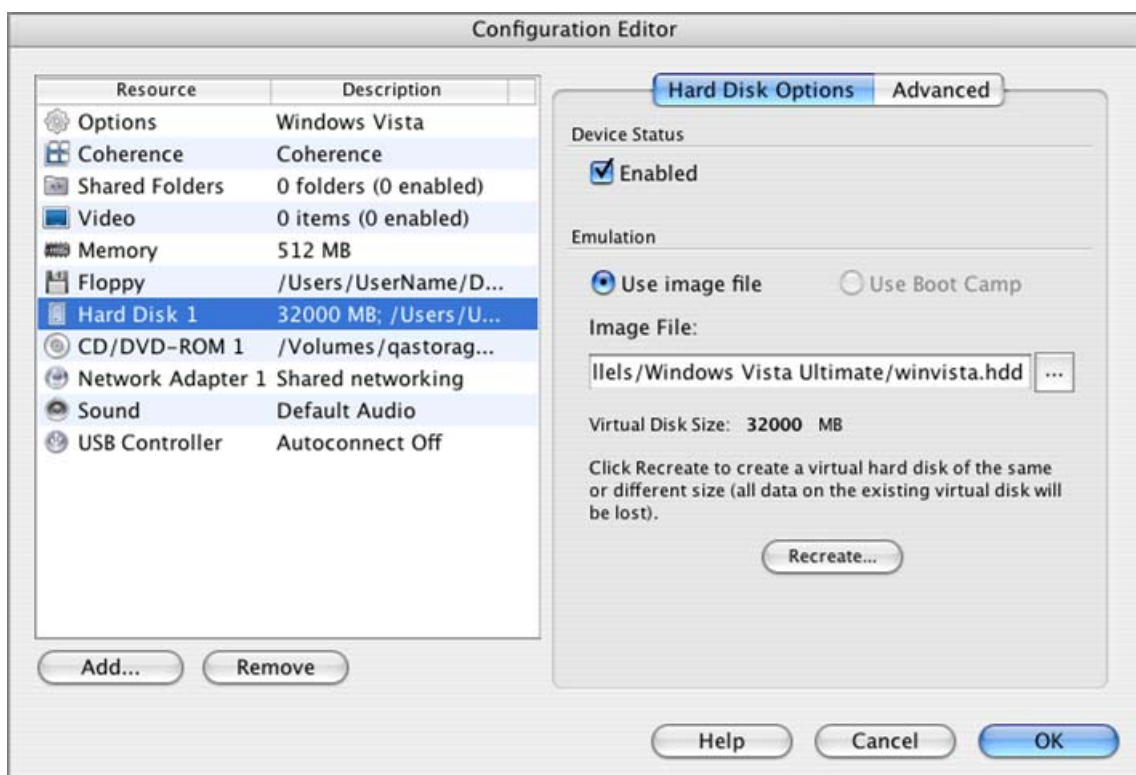 Configuration Editor
Resource Description
Options Windows Vista
Coherence Coherence
Shared Folders 0 folders (0 enabled)
Video 0 items (0 enabled)
Memory 512 MB
Floppy /Users/UserName/D...
Hard Disk 1 32000 MB; /Users/U...
CD/DVD-ROM 1 /Volumes/qastorag...
Network Adapter 1 Shared networking
Sound Default Audio
USB Controller Autoconnect Off
Add... Remove
Hard Disk Options Advanced
Device Status
Enabled
Emulation
Use image file Use Boot Camp
Image File:
llels/Windows Vista Ultimate/winvista.hdd ...
Virtual Disk Size: 32000 MB
Click Recreate to create a virtual hard disk of the same
or different size (all data on the existing virtual disk will
be lost).
Recreate...
Help Cancel OK